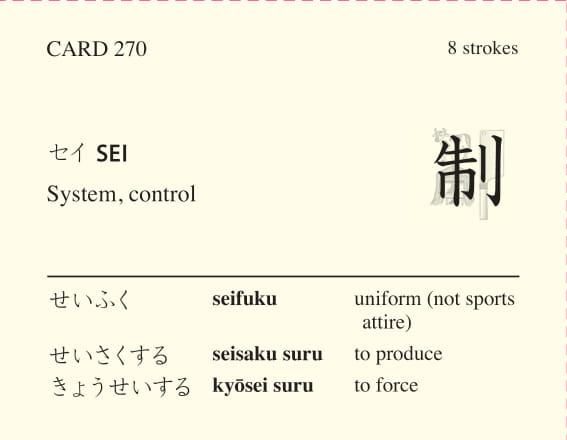 CARD 270 8 strokes
セイ SEI
System, control
制
せいふく seifuku uniform (not sports
attire)
せいさくする seisaku suru to produce
きょうせいする kyōsei suru to force